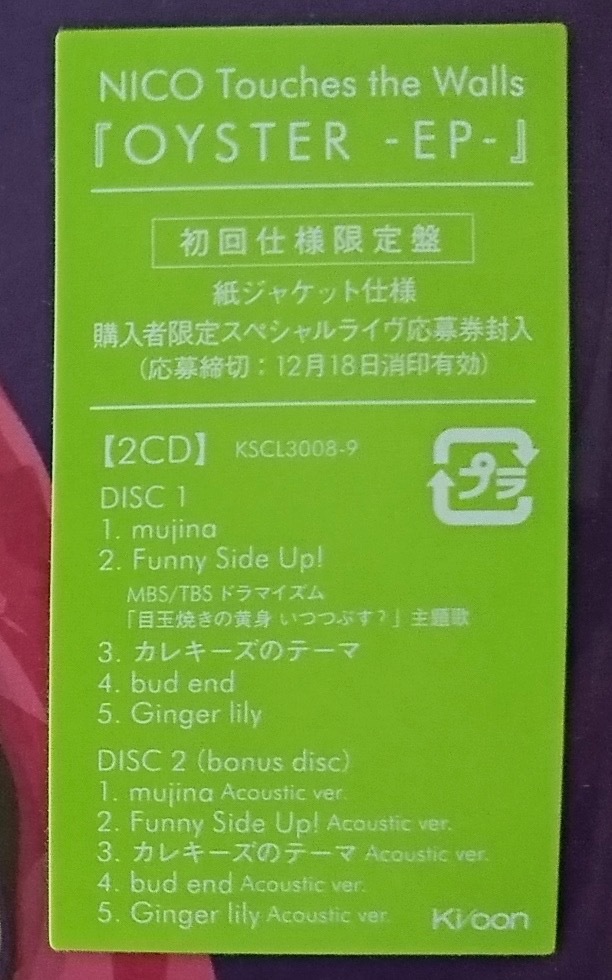 NICO Touches the Walls
『OYSTER -EP-』
初回仕様限定盤
紙ジャケット仕様
購入者限定スペシャルライヴ応募券封入
(応募締切：12月18日消印有効)
【2CD】 KSCL3008-9
プラ
DISC 1
1. mujina
2. Funny Side Up!
MBS/TBS ドラマイズム
「目玉焼きの黄身 いつつぶす？」主題歌
3. カレキーズのテーマ
4. bud end
5. Ginger lily
DISC 2 (bonus disc)
1. mujina Acoustic ver.
2. Funny Side Up! Acoustic ver.
3. カレキーズのテーマ Acoustic ver.
4. bud end Acoustic ver.
5. Ginger lily Acoustic ver.
Ki/oon